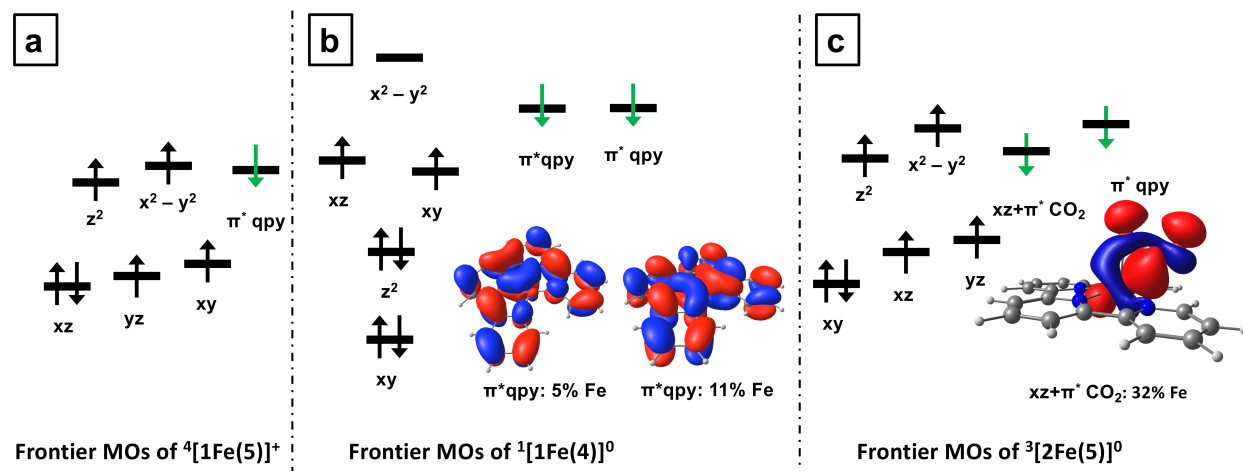 a
z² 
x² – y²
π* qpy
xz
yz
xy
Frontier MOs of ⁴[1Fe(5)]⁺
b
x² – y²
π*qpy
π* qpy
xz
xy
z²
xy
π*qpy: 5% Fe
π*qpy: 11% Fe
Frontier MOs of ¹[1Fe(4)]⁰
c
x² – y²
z²
π* qpy
xz+π* CO₂
xz
yz
xy
xz+π* CO₂: 32% Fe
Frontier MOs of ³[2Fe(5)]⁰